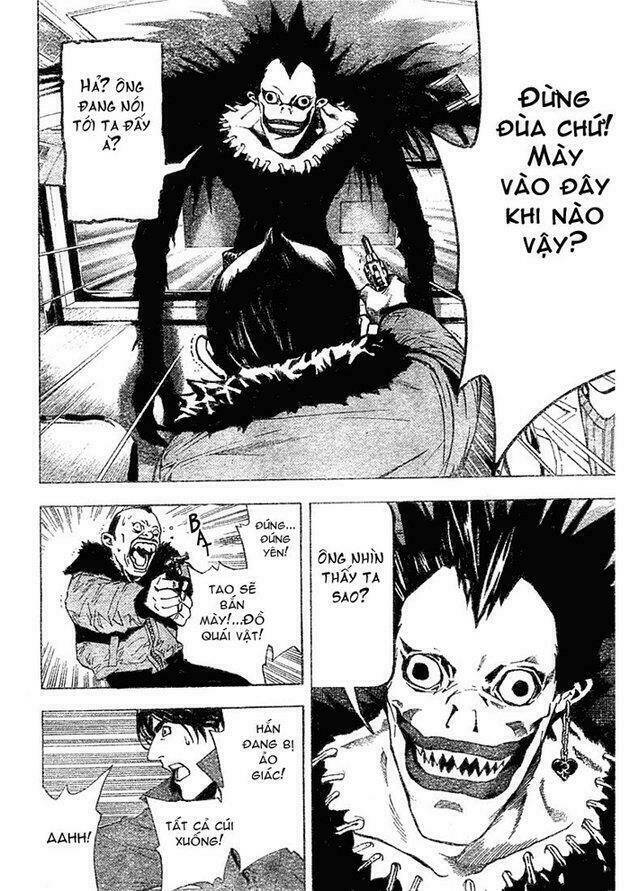 ĐỪNG
ĐÙA CHỨ!
MÀY
VÀO ĐÂY
KHI NÀO
VẬY?
HẢ? ÔNG
ĐANG NÓI
TỚI TA ĐẤY
À?
ÔNG NHÌN
THẤY TA
SAO?
BẬT
ĐỨNG...
ĐỨNG
YÊN!
TAO SẼ
BẮN
MÀY!...ĐỒ
QUÁI VẬT!
HẮN
ĐANG BỊ
ẢO
GIÁC!
TẤT CẢ CÚI
XUỐNG!
AAHH!